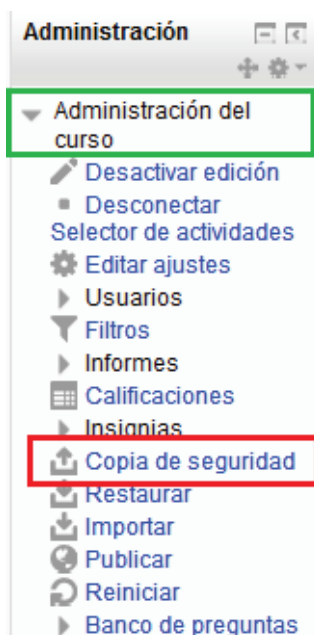 Administración
Administración del
curso
Desactivar edición
Desconectar
Selector de actividades
Editar ajustes
Usuarios
Filtros
Informes
Calificaciones
Insignias
Copia de seguridad
Restaurar
Importar
Publicar
Reiniciar
Banco de preguntas